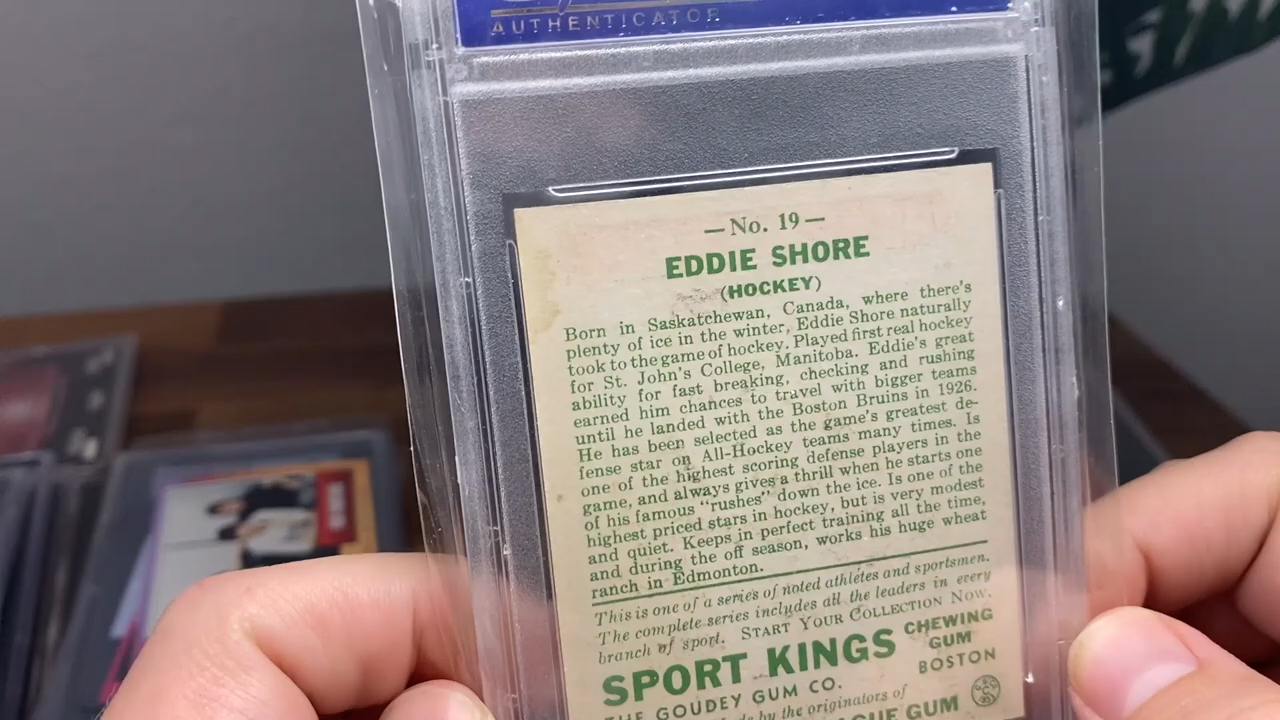 AUTHENTICATOR
— No. 19 —
EDDIE SHORE
(HOCKEY)
Born in Saskatchewan, Canada, where there's
plenty of ice in the winter, Eddie Shore naturally
took to the game of hockey. Played first real hockey
for St. John's College, Manitoba. Eddie's great
ability for fast breaking, checking and rushing
earned him chances to travel with bigger teams
until he landed with the Boston Bruins in 1926.
He has been selected as the game's greatest de-
fense star on All-Hockey teams many times. Is
one of the highest scoring defense players in the
game, and always gives a thrill when he starts one
of his famous "rushes" down the ice. Is one of the
highest priced stars in hockey, but is very modest
and quiet. Keeps in perfect training all the time,
and during the off season, works his huge wheat
ranch in Edmonton.
This is one of a series of noted athletes and sportsmen.
The complete series includes all the leaders in every
branch of sport. START YOUR COLLECTION NOW.
SPORT KINGS CHEWING GUM
THE GOUDEY GUM CO. BOSTON
by the originators of
GUE GUM